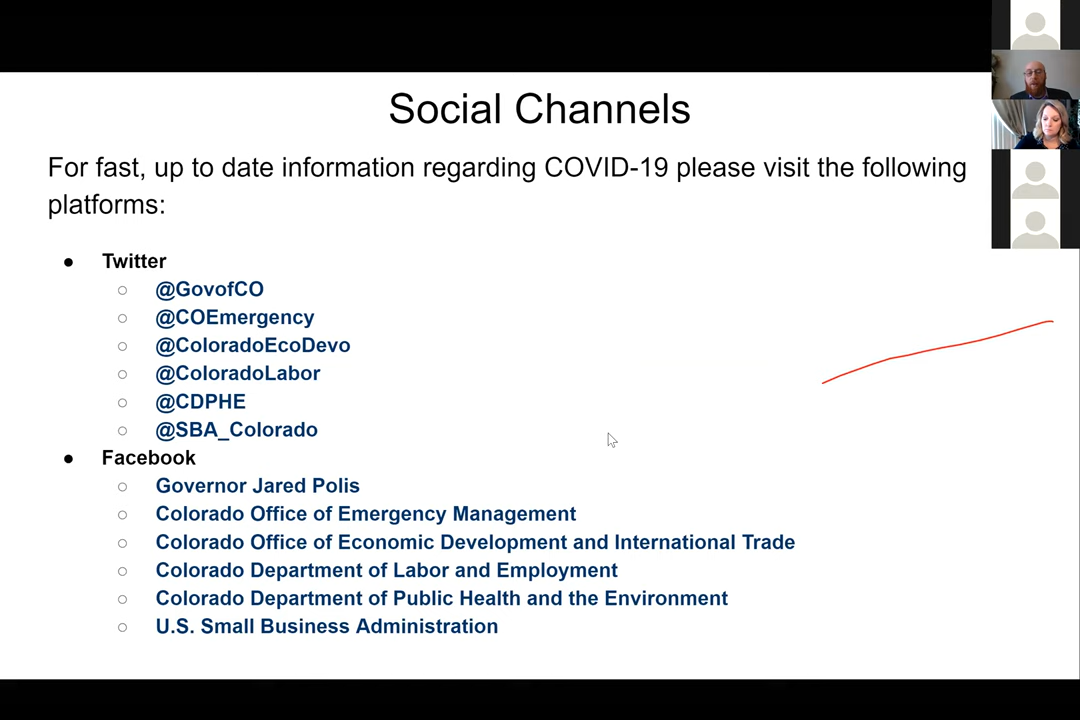 Social Channels
For fast, up to date information regarding COVID-19 please visit the following
platforms:
● Twitter
○ @GovofCO
○ @COEmergency
○ @ColoradoEcoDevo
○ @ColoradoLabor
○ @CDPHE
○ @SBA_Colorado
● Facebook
○ Governor Jared Polis
○ Colorado Office of Emergency Management
○ Colorado Office of Economic Development and International Trade
○ Colorado Department of Labor and Employment
○ Colorado Department of Public Health and the Environment
○ U.S. Small Business Administration